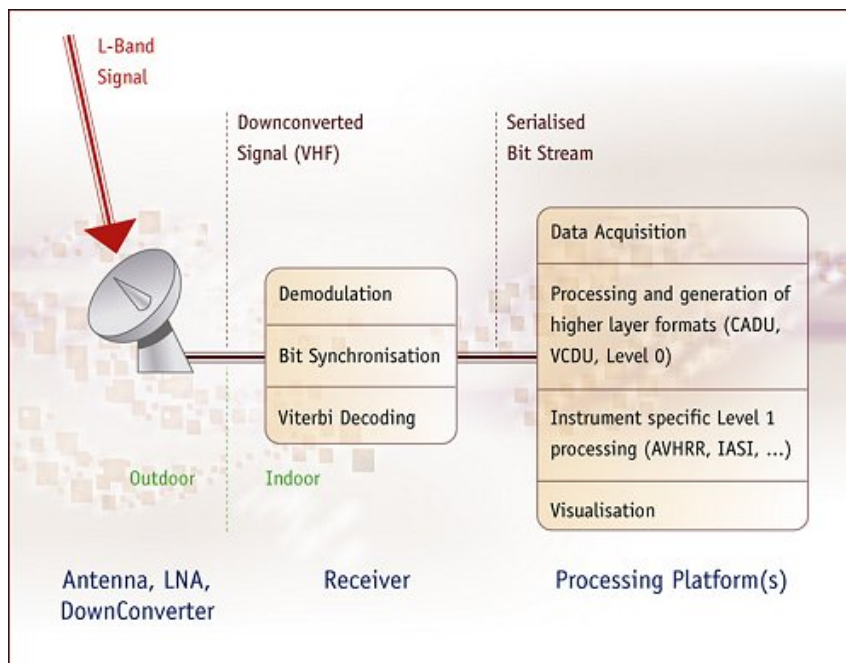 L-Band
Signal
Downconverted
Signal (VHF)
Serialised
Bit Stream
Demodulation
Bit Synchronisation
Viterbi Decoding
Data Acquisition
Processing and generation of
higher layer formats (CADU,
VCDU, Level 0)
Instrument specific Level 1
processing (AVHRR, IASI, ...)
Visualisation
Outdoor
Indoor
Antenna, LNA,
DownConverter
Receiver
Processing Platform(s)